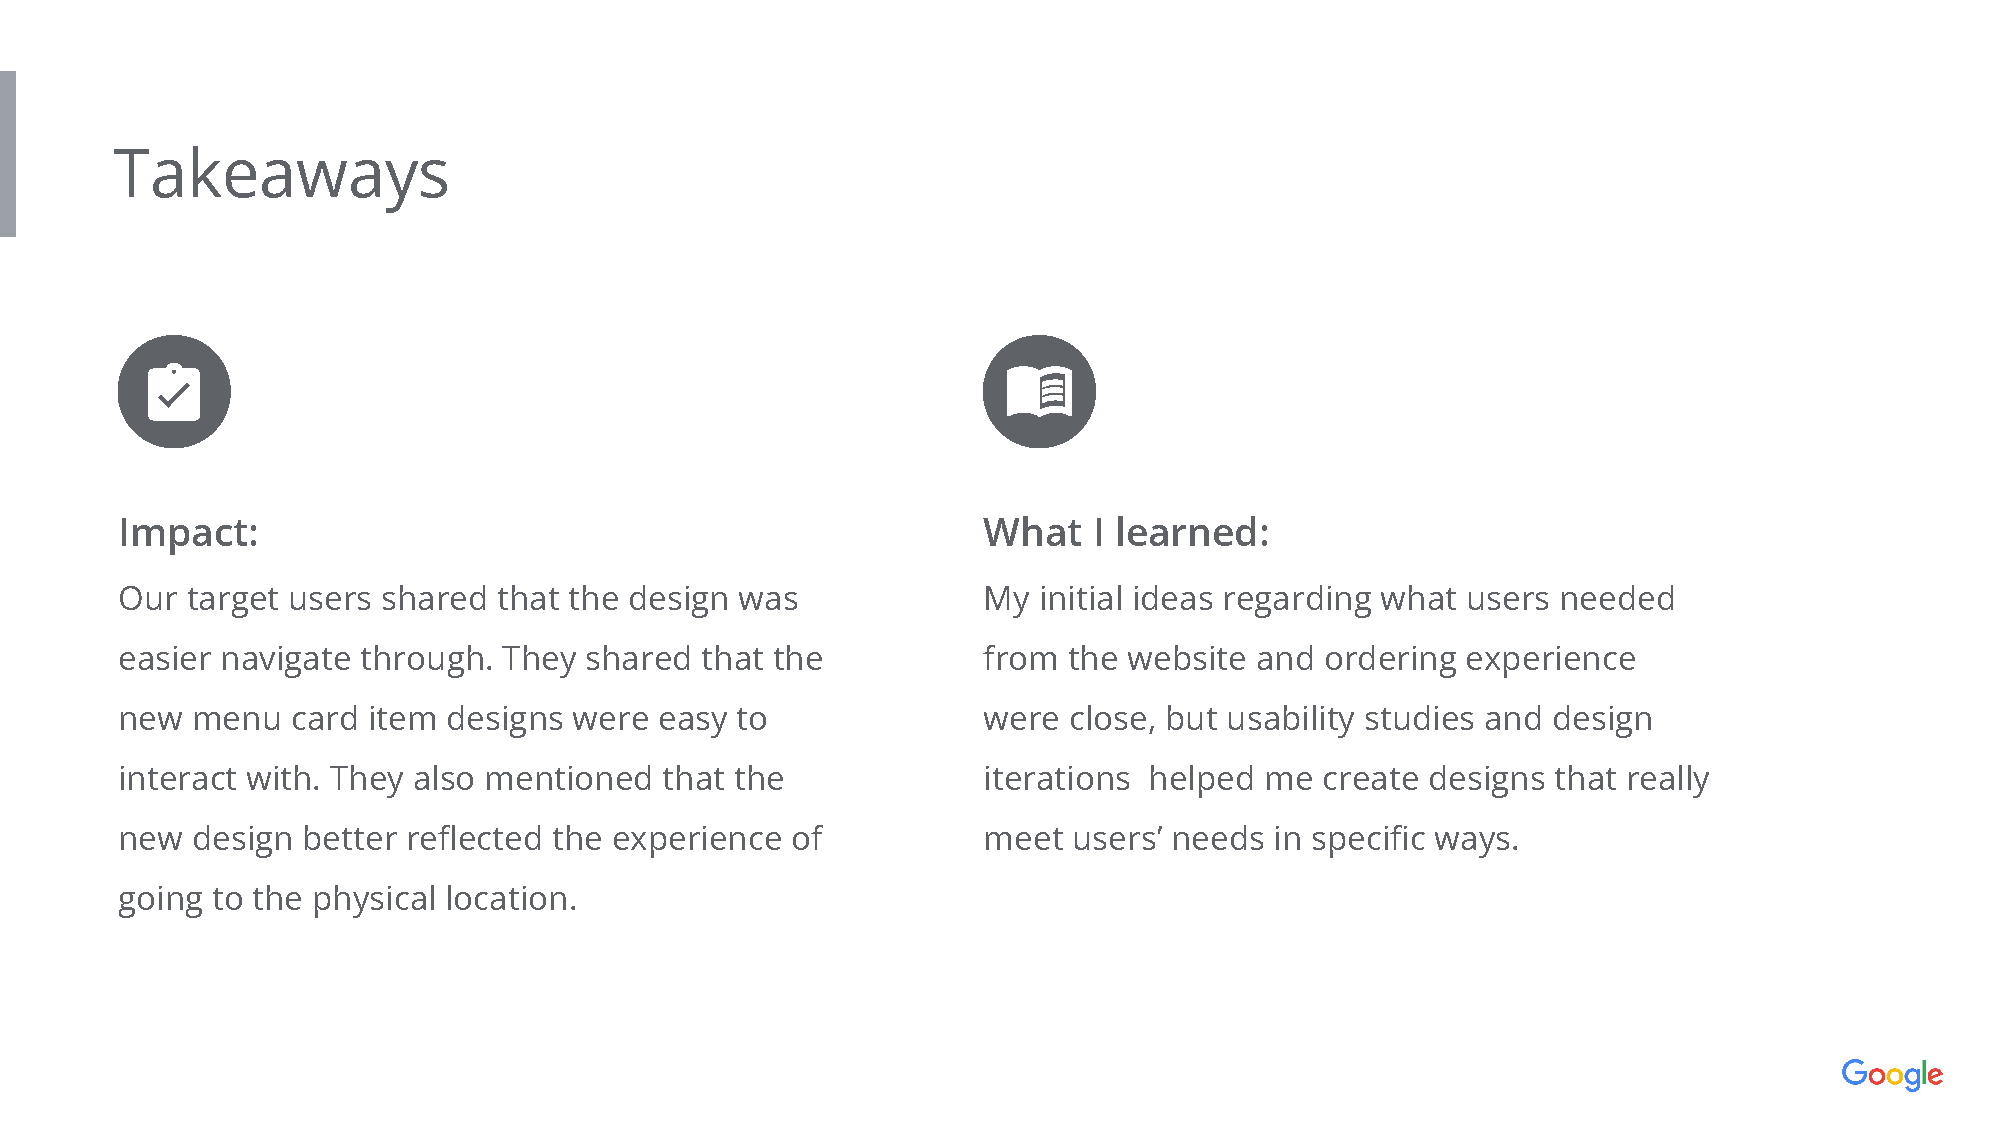 Takeaways
Impact:
Our target users shared that the design was
easier navigate through. They shared that the
new menu card item designs were easy to
interact with. They also mentioned that the
new design better reflected the experience of
going to the physical location.
What I learned:
My initial ideas regarding what users needed
from the website and ordering experience
were close, but usability studies and design
iterations  helped me create designs that really
meet users’ needs in specific ways.
Google